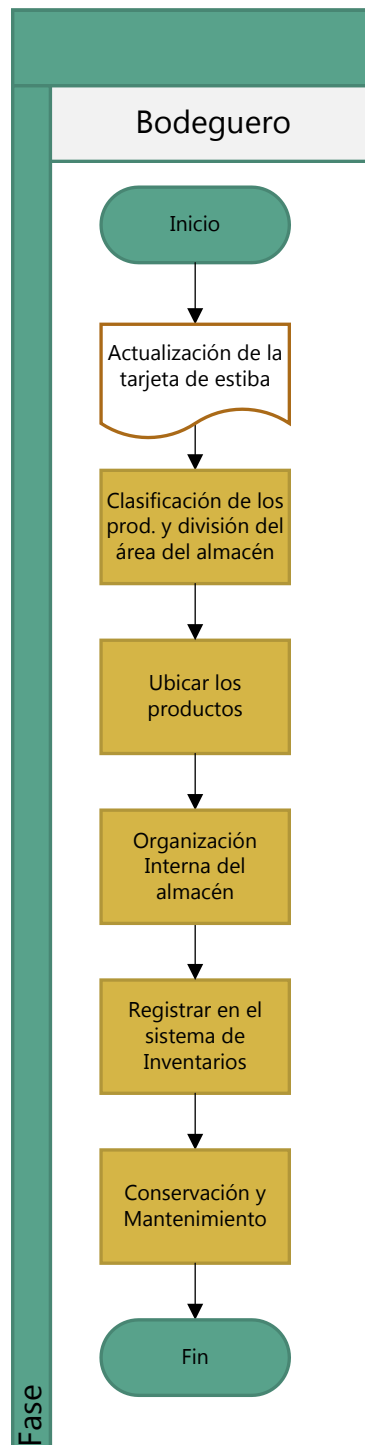 Bodeguero
Inicio
Actualización de la
tarjeta de estiba
Clasificación de los
prod. y división del
área del almacén
Ubicar los
productos
Organización
Interna del
almacén
Registrar en el
sistema de
Inventarios
Conservación y
Mantenimiento
Fin
Fase